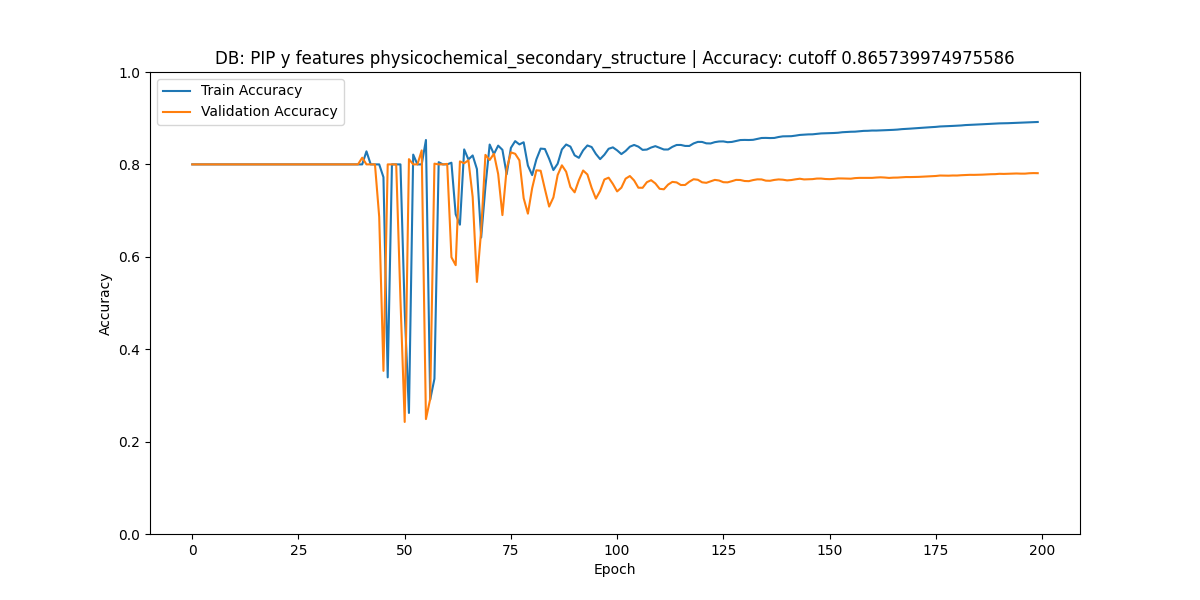 DB: PIP y features physicochemical_secondary_structure | Accuracy: cutoff 0.865739974975586
Train Accuracy
Validation Accuracy
1.0
0.8
0.6
0.4
0.2
0.0
Accuracy
0 25 50 75 100 125 150 175 200
Epoch